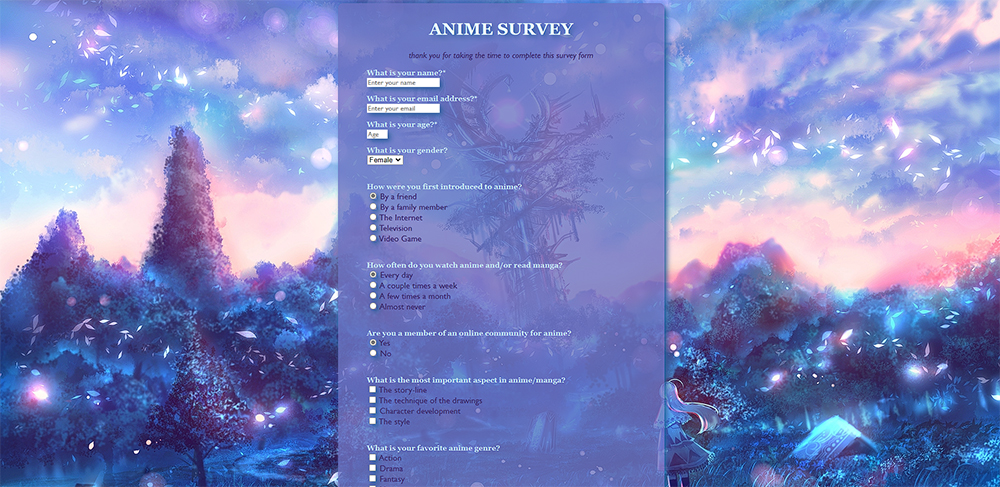 ANIME SURVEY
thank you for taking the time to complete this survey form
What is your name?*
Enter your name
What is your email address?*
Enter your email
What is your age?*
Age
What is your gender?
Female
How were you first introduced to anime?
By a friend
By a family member
The Internet
Television
Video Game
How often do you watch anime and/or read manga?
Every day
A couple times a week
A few times a month
Almost never
Are you a member of an online community for anime?
Yes
No
What is the most important aspect in anime/manga?
The story-line
The technique of the drawings
Character development
The style
What is your favorite anime genre?
Action
Drama
Fantasy